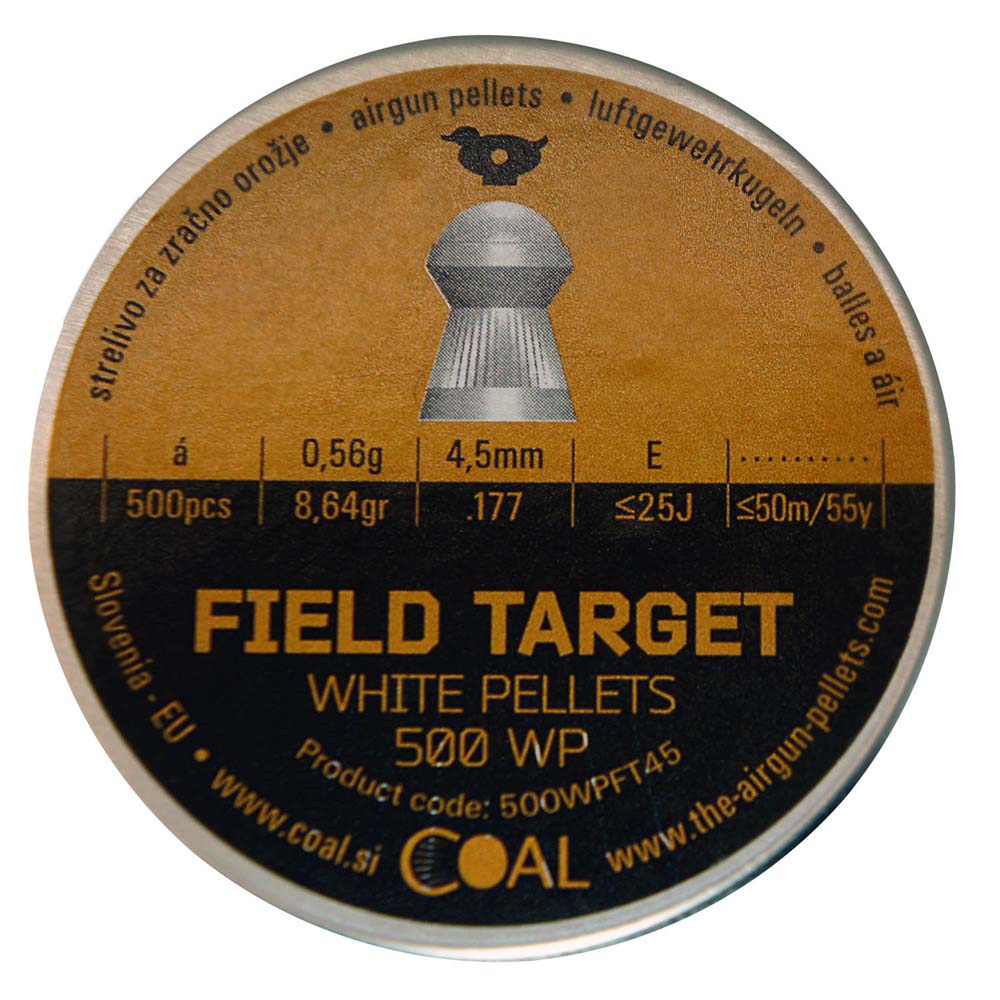 strelivo za zračno orožje • airgun pellets • luftgewehrkugeln • balles a áir
á 0,56g 4,5mm E ...........
500pcs 8,64gr .177 ≤25J ≤50m/55y
FIELD TARGET
WHITE PELLETS
500 WP
Product code: 500WPFT45
COAL
Slovenia - EU • www.coal.si
www.the-airgun-pellets.com